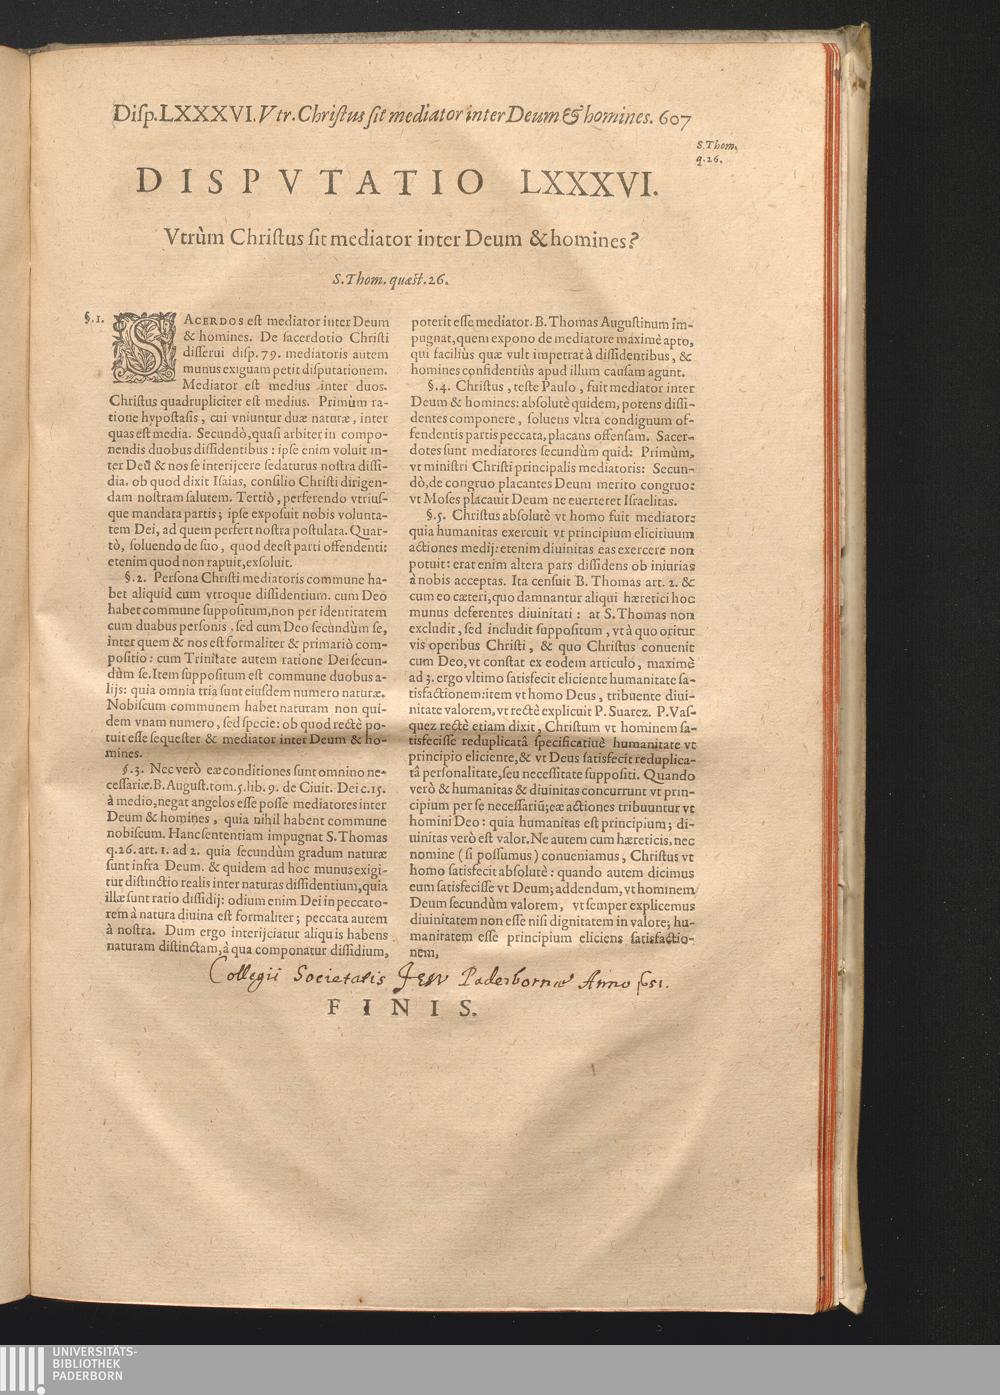 Disp. LXXXVI. Vtr. Christus sit mediator inter Deum & homines. 607
S. Thom.
q. 26.
DISPVTATIO LXXXVI.
Vtrùm Christus sit mediator inter Deum & homines?
S. Thom. quæst. 26.
§. 1. SACERDOS est mediator inter Deum
& homines. De sacerdotio Christi
disserui disp. 79. mediatoris autem
munus exiguam petit disputationem.
Mediator est medius inter duos.
Christus quadrupliciter est medius. Primùm ra-
tione hypostasis, cui vniuntur duæ naturæ, inter
quas est media. Secundò, quasi arbiter in compo-
nendis duobus dissidentibus: ipse enim voluit in-
ter Deũ & nos se interijcere sedaturus nostra dissi-
dia. ob quod dixit Isaias, consilio Christi dirigen-
dam nostram salutem. Tertiò, perferendo vtrius-
que mandata partis; ipse exposuit nobis volunta-
tem Dei, ad quem perfert nostra postulata. Quar-
tò, soluendo de suo, quod deest parti offendenti:
etenim quod non rapuit, exsoluit.
§. 2. Persona Christi mediatoris commune ha-
bet aliquid cum vtroque dissidentium. cum Deo
habet commune suppositum, non per identitatem
cum duabus personis, sed cum Deo secundùm se,
inter quem & nos est formaliter & primariò com-
positio: cum Trinitate autem ratione Dei secun-
dùm se. Item suppositum est commune duobus a-
lijs: quia omnia tria sunt eiusdem numero naturæ.
Nobiscum communem habet naturam non qui-
dem vnam numero, sed specie: ob quod rectè po-
tuit esse sequester & mediator inter Deum & ho-
mines.
§. 3. Nec verò eæ conditiones sunt omnino ne-
cessariæ. B. August. tom. 5. lib. 9. de Ciuit. Dei c. 15.
à medio, negat angelos esse posse mediatores inter
Deum & homines, quia nihil habent commune
nobiscum. Hanc sententiam impugnat S. Thomas
q. 26. art. 1. ad 2. quia secundùm gradum naturæ
sunt infra Deum. & quidem ad hoc munus exigi-
tur distinctio realis inter naturas dissidentium, quia
illæ sunt ratio dissidij: odium enim Dei in peccato-
rem à natura diuina est formaliter; peccata autem
à nostra. Dum ergo interijciatur aliquis habens
naturam distinctam, à qua componatur dissidium,
poterit esse mediator. B. Thomas Augustinum im-
pugnat, quem expono de mediatore maximè apto,
qui faciliùs quæ vult impetrat à dissidentibus, &
homines confidentiùs apud illum causam agunt.
§. 4. Christus, teste Paulo, fuit mediator inter
Deum & homines: absolutè quidem, potens dissi-
dentes componere, soluens vltra condignum of-
fendentis partis peccata, placans offensam. Sacer-
dotes sunt mediatores secundùm quid: Primùm,
vt ministri Christi principalis mediatoris: Secun-
dò, de congruo placantes Deum merito congruo:
vt Moses placauit Deum ne euerteret Israelitas.
§. 5. Christus absolutè vt homo fuit mediator:
quia humanitas exercuit vt principium elicitiuum
actiones medij: etenim diuinitas eas exercere non
potuit: erat enim altera pars dissidens ob iniurias
à nobis acceptas. Ita censuit B. Thomas art. 2. &
cum eo cæteri, quo damnantur aliqui hæretici hoc
munus deferentes diuinitati: at S. Thomas non
excludit, sed includit suppositum, vt à quo oritur
vis operibus Christi, & quo Christus conuenit
cum Deo, vt constat ex eodem articulo, maximè
ad 3. ergo vltimo satisfecit eliciente humanitate sa-
tisfactionem: item vt homo Deus, tribuente diui-
nitate valorem, vt rectè explicuit P. Suarez. P. Vas-
quez rectè etiam dixit, Christum vt hominem sa-
tisfecisse reduplicatâ specificatiuè humanitate vt
principio eliciente, & vt Deus satisfecit reduplica-
tâ personalitate, seu necessitate suppositi. Quando
verò & humanitas & diuinitas concurrunt vt prin-
cipium per se necessariũ; eæ actiones tribuuntur vt
homini Deo: quia humanitas est principium; di-
uinitas verò est valor. Ne autem cum hæreticis, nec
nomine (si possumus) conueniamus, Christus vt
homo satisfecit absolutè: quando autem dicimus
eum satisfecisse vt Deum; addendum, vt hominem
Deum secundùm valorem, vt semper explicemus
diuinitatem non esse nisi dignitatem in valore; hu-
manitatem esse principium eliciens satisfactio-
nem,
Collegii Societatis Jesu Paderbornæ Anno 1651.
FINIS.
UNIVERSITÄTS-
BIBLIOTHEK
PADERBORN